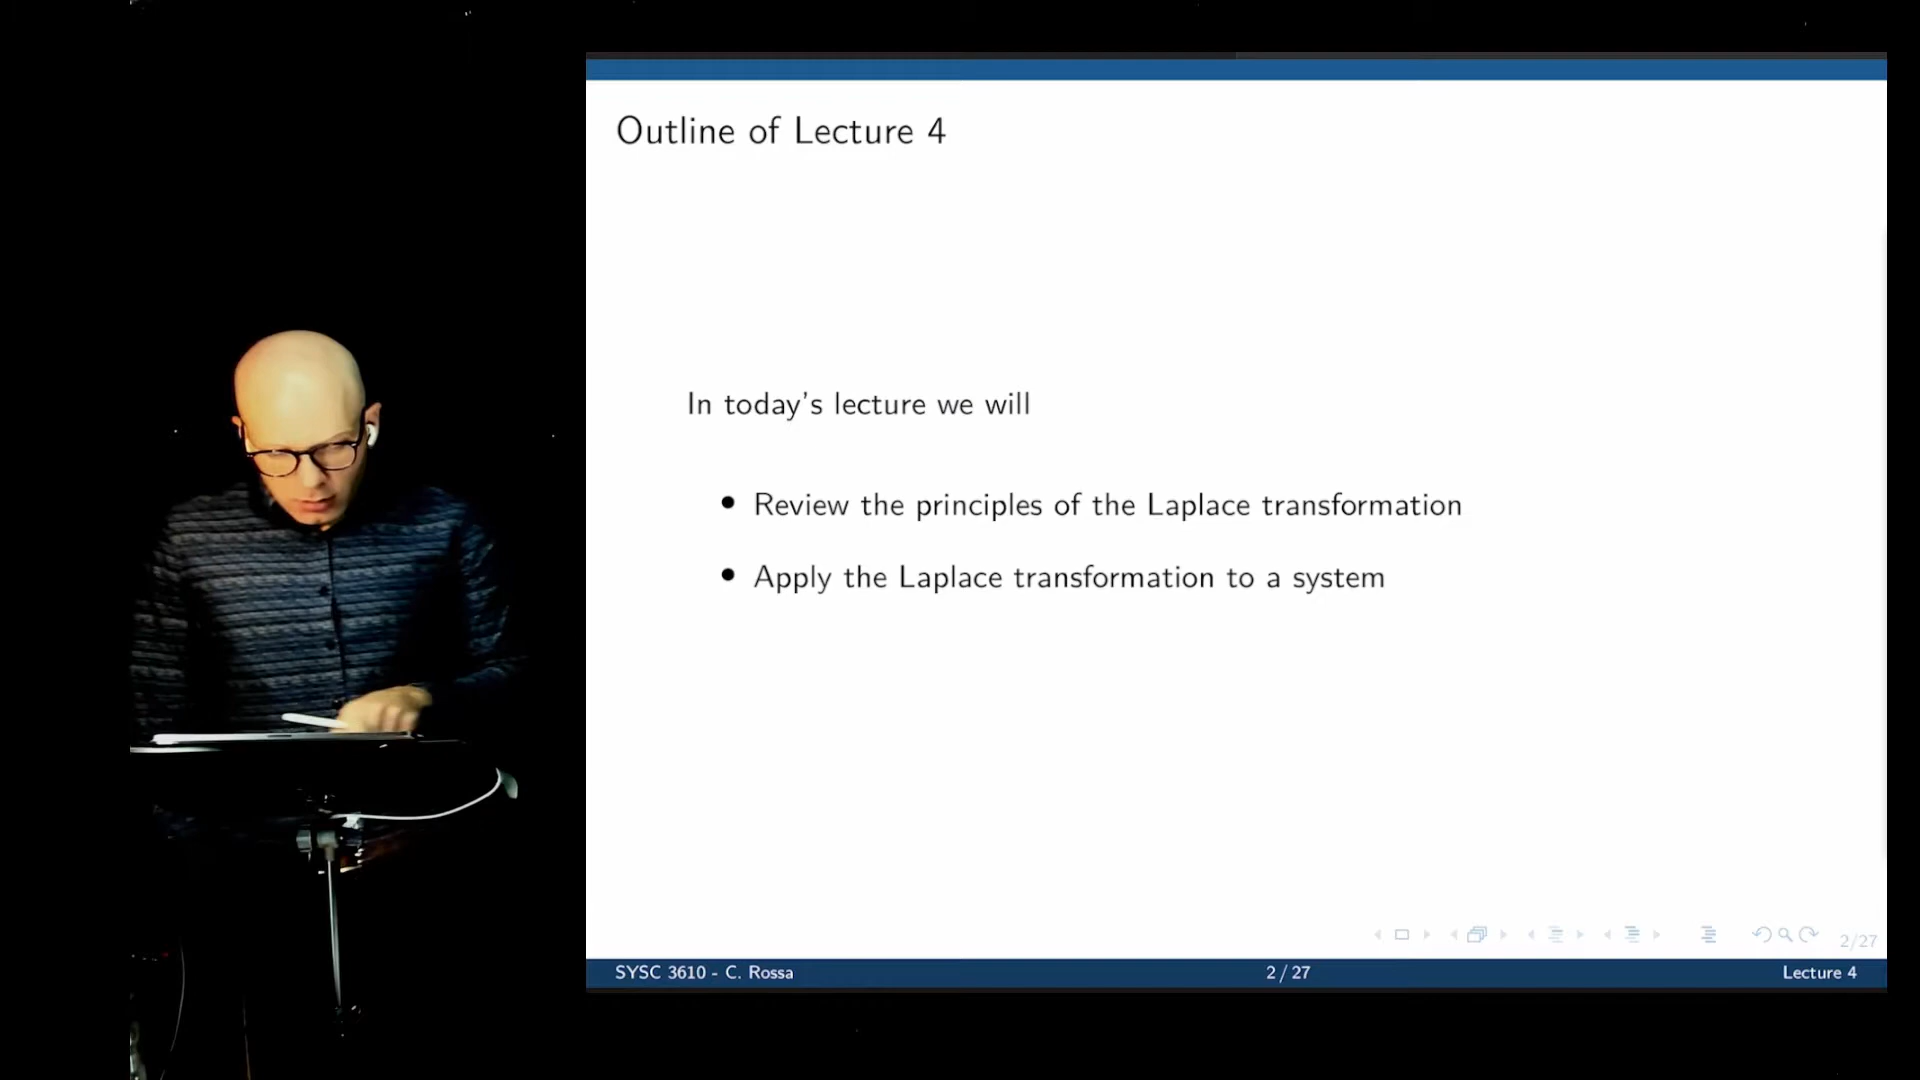 Outline of Lecture 4
In today's lecture we will
• Review the principles of the Laplace transformation
• Apply the Laplace transformation to a system
2/27
SYSC 3610 - C. Rossa
2 / 27
Lecture 4